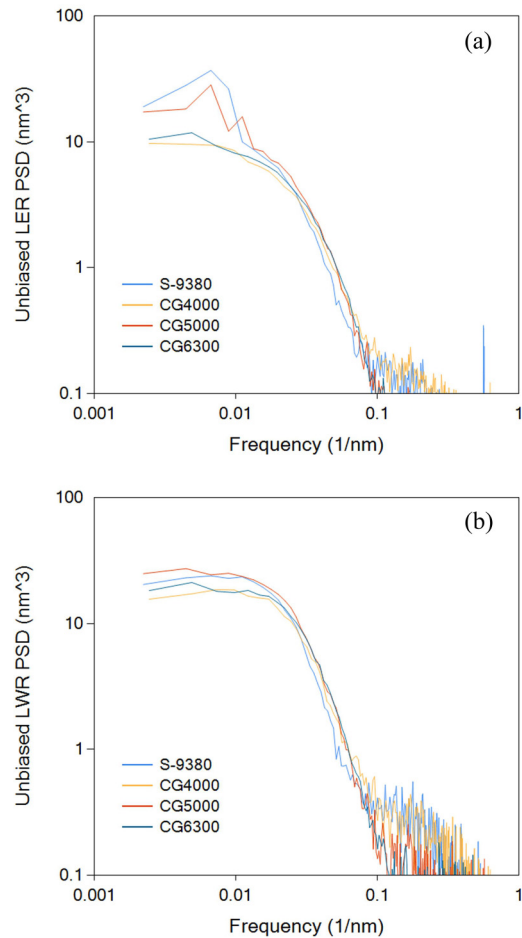 (a)
100
10
1
0.1
Unbiased LER PSD (nm^3)
S-9380
CG4000
CG5000
CG6300
0.001
0.01
0.1
1
Frequency (1/nm)
(b)
100
10
1
0.1
Unbiased LWR PSD (nm^3)
S-9380
CG4000
CG5000
CG6300
0.001
0.01
0.1
1
Frequency (1/nm)